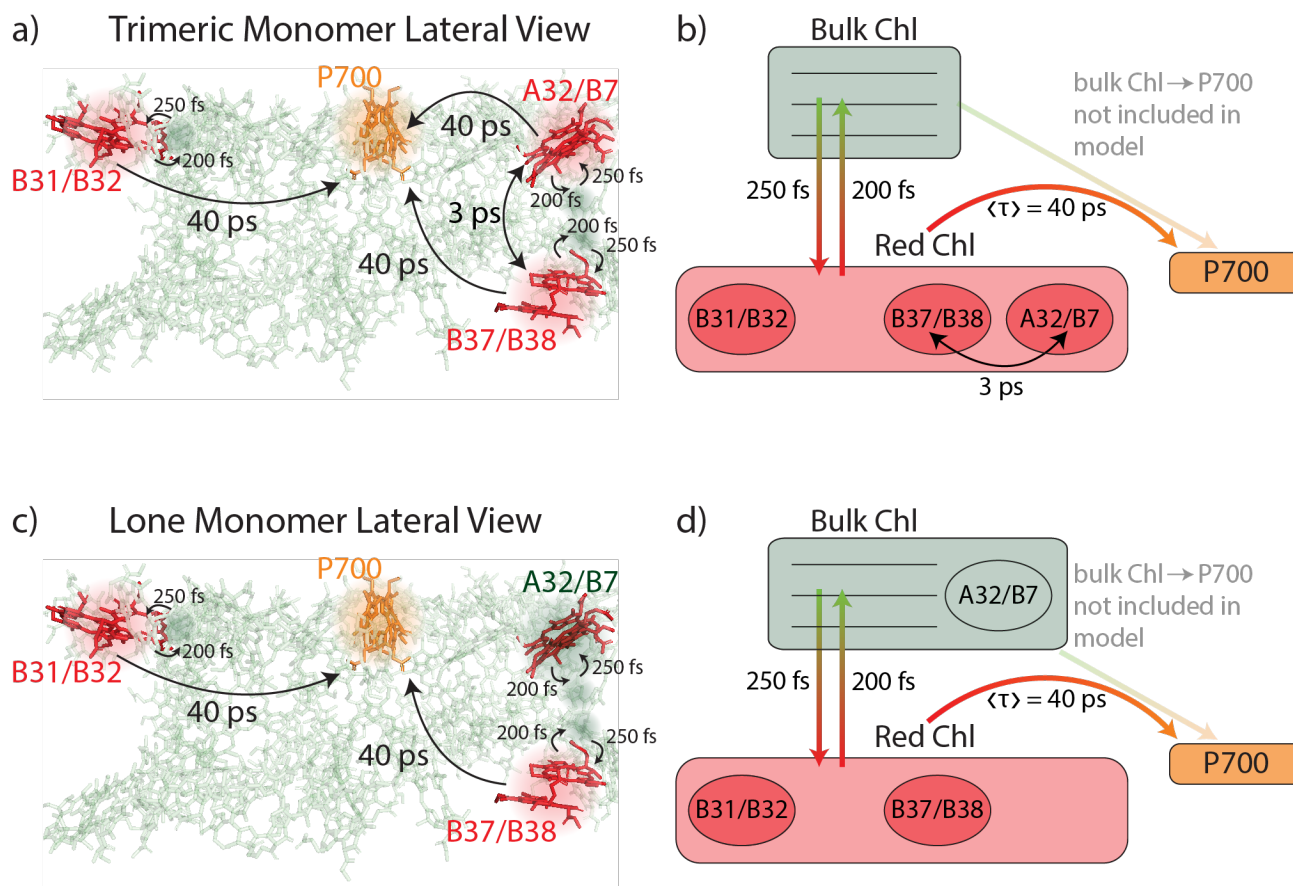 a) Trimeric Monomer Lateral View
P700
A32/B7
250 fs
200 fs
B31/B32
40 ps
40 ps
250 fs
200 fs
3 ps
200 fs
250 fs
40 ps
B37/B38
b)
Bulk Chl
bulk Chl → P700
not included in
model
250 fs
200 fs
⟨τ⟩ = 40 ps
Red Chl
P700
B31/B32
B37/B38
A32/B7
3 ps
c) Lone Monomer Lateral View
P700
A32/B7
250 fs
200 fs
B31/B32
40 ps
250 fs
200 fs
200 fs
250 fs
40 ps
B37/B38
d)
Bulk Chl
A32/B7
bulk Chl → P700
not included in
model
250 fs
200 fs
⟨τ⟩ = 40 ps
Red Chl
P700
B31/B32
B37/B38